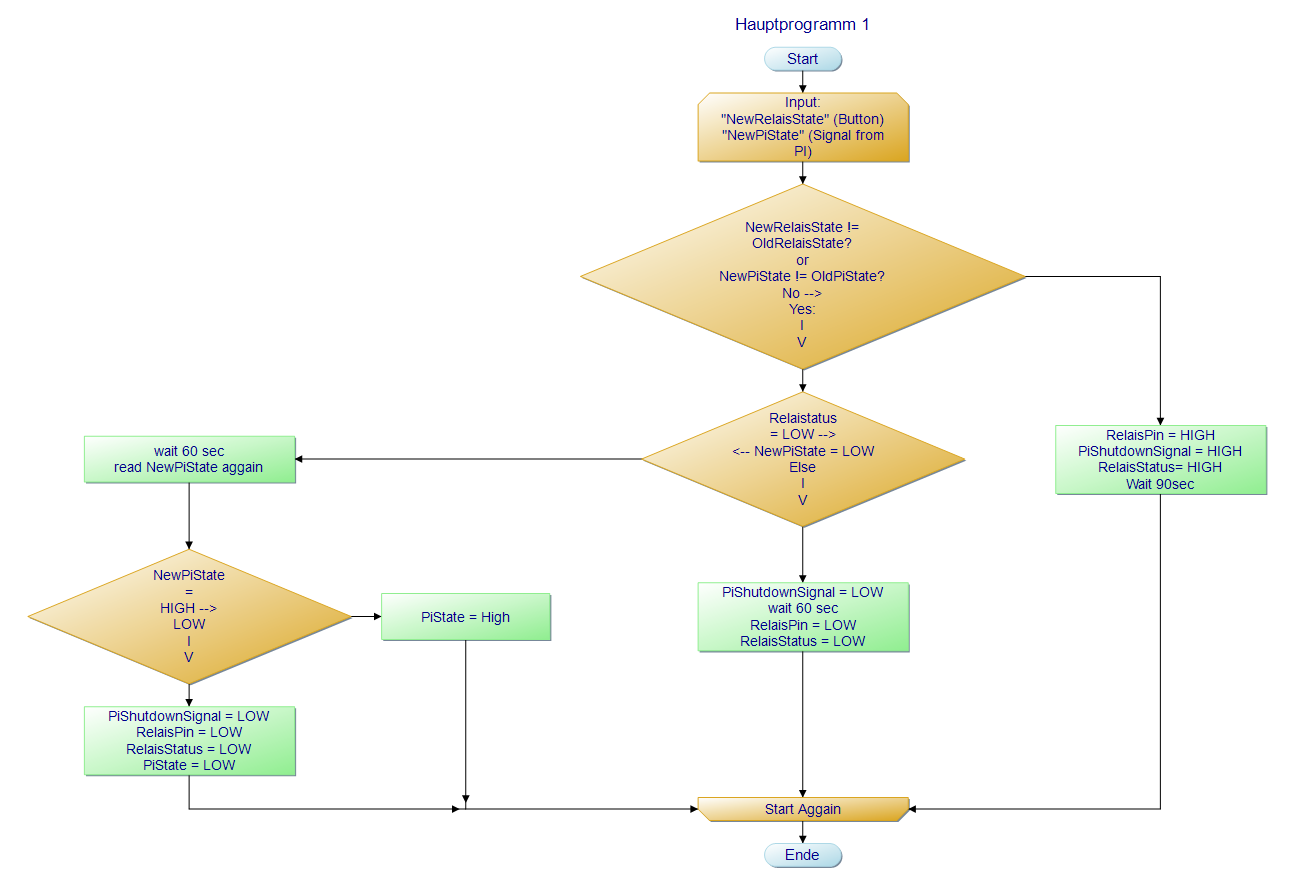 Hauptprogramm 1
Start
Input:
"NewRelaisState" (Button)
"NewPiState" (Signal from
PI)
NewRelaisState !=
OldRelaisState?
or
NewPiState != OldPiState?
No -->
Yes:
I
V
Relaistatus
= LOW -->
<-- NewPiState = LOW
Else
I
V
wait 60 sec
read NewPiState aggain
RelaisPin = HIGH
PiShutdownSignal = HIGH
RelaisStatus= HIGH
Wait 90sec
NewPiState
=
HIGH -->
LOW
I
V
PiState = High
PiShutdownSignal = LOW
wait 60 sec
RelaisPin = LOW
RelaisStatus = LOW
PiShutdownSignal = LOW
RelaisPin = LOW
RelaisStatus = LOW
PiState = LOW
Start Aggain
Ende